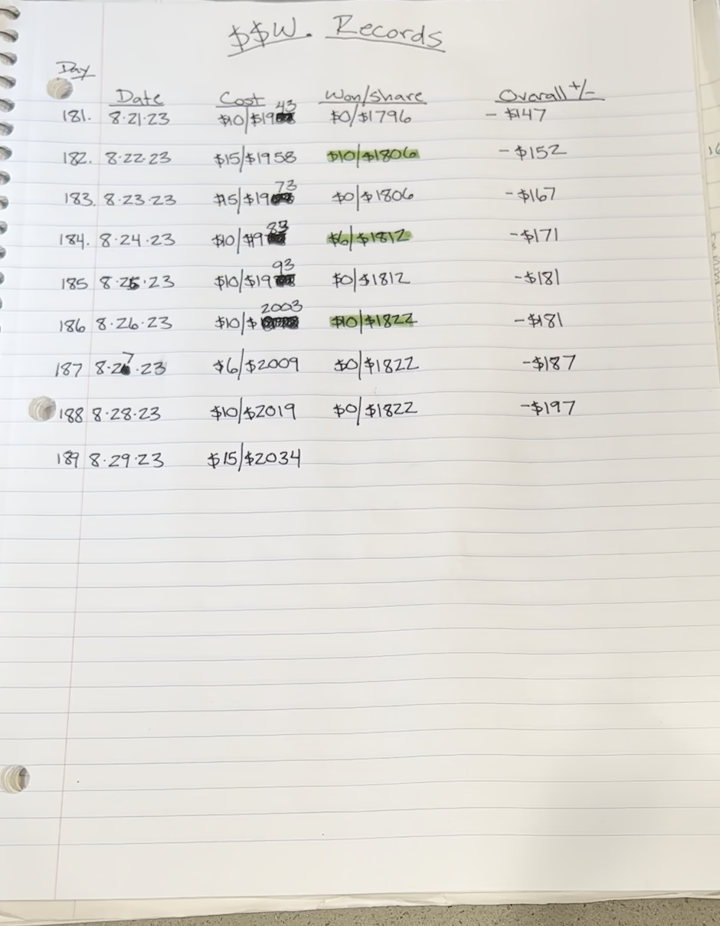 $$W. Records
Day
Date Cost Won/Share Overall +/-
181. 8·21·23 $10/$1943 $0/$1796 - $147
182. 8·22·23 $15/$1958 $10/$1806 - $152
183. 8·23·23 $15/$1973 $0/$1806 - $167
184. 8·24·23 $10/$1983 $6/$1812 - $171
185 8·25·23 $10/$1993 $0/$1812 - $181
186 8·26·23 $10/$2003 $10/$1822 - $181
187 8·27·23 $6/$2009 $0/$1822 - $187
188 8·28·23 $10/$2019 $0/$1822 - $197
189 8·29·23 $15/$2034